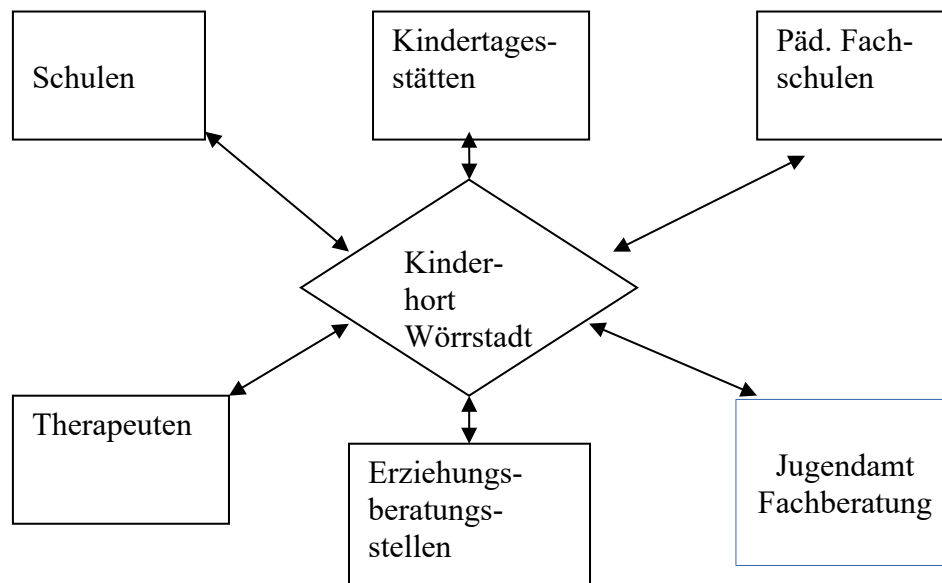 Schulen
Kindertages-
stätten
Päd. Fach-
schulen
Kinder-
hort
Wörrstadt
Therapeuten
Erziehungs-
beratungs-
stellen
Jugendamt
Fachberatung